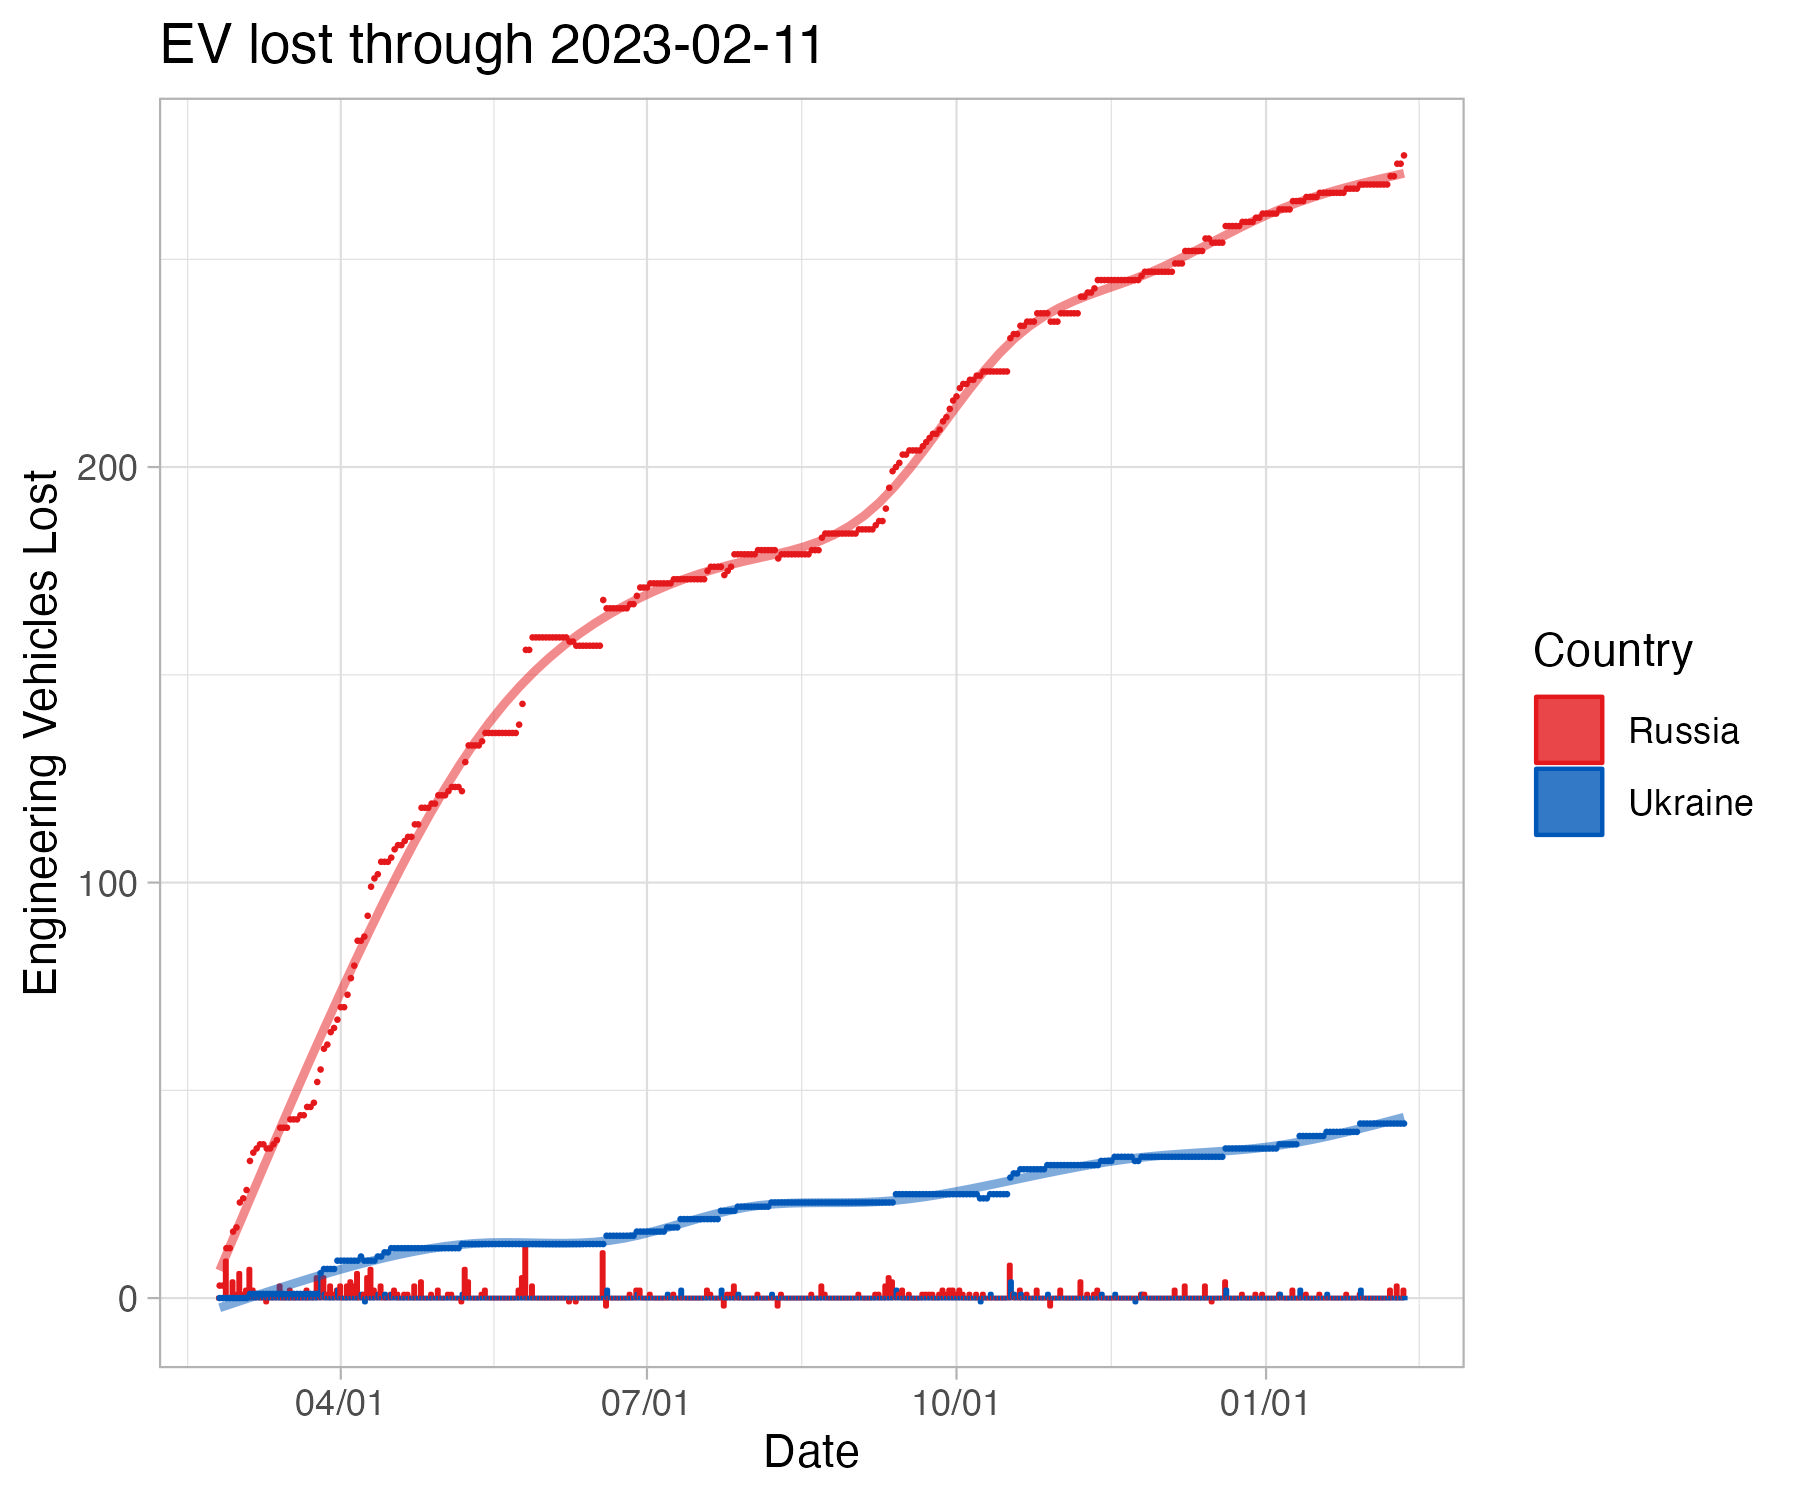 EV lost through 2023-02-11
Engineering Vehicles Lost
200
100
0
04/01
07/01
10/01
01/01
Date
Country
Russia
Ukraine